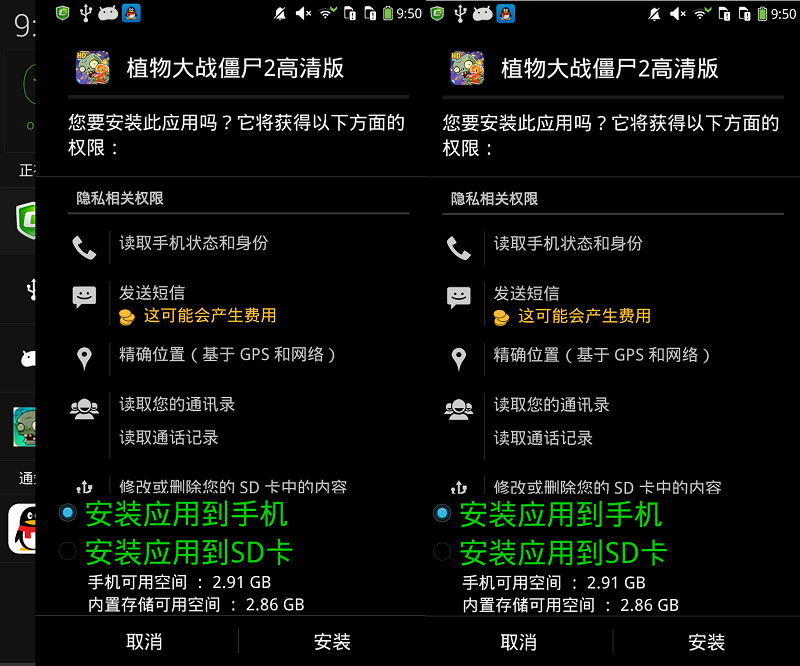 9:
正
通
9:50
HD
植物大战僵尸2高清版
您要安装此应用吗？它将获得以下方面的
权限：
隐私相关权限
读取手机状态和身份
发送短信
这可能会产生费用
精确位置（基于 GPS 和网络）
读取您的通讯录
读取通话记录
修改或删除您的 SD 卡中的内容
安装应用到手机
安装应用到SD卡
手机可用空间 ： 2.91 GB
内置存储可用空间 ： 2.86 GB
取消
安装
9:50
HD
植物大战僵尸2高清版
您要安装此应用吗？它将获得以下方面的
权限：
隐私相关权限
读取手机状态和身份
发送短信
这可能会产生费用
精确位置（基于 GPS 和网络）
读取您的通讯录
读取通话记录
修改或删除您的 SD 卡中的内容
安装应用到手机
安装应用到SD卡
手机可用空间 ： 2.91 GB
内置存储可用空间 ： 2.86 GB
取消
安装